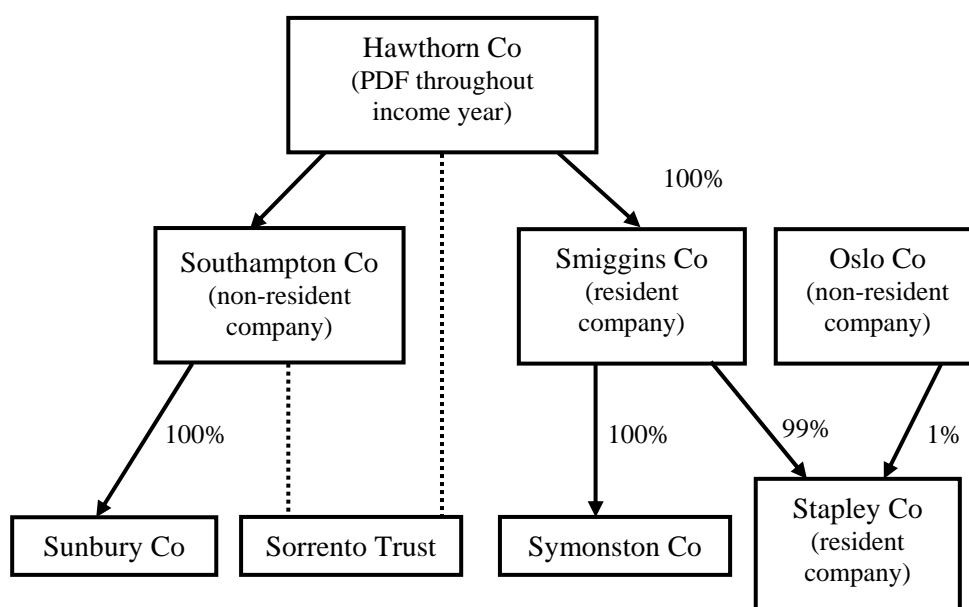 Hawthorn Co
(PDF throughout
income year)
100%
Southampton Co
(non-resident
company)
Smiggins Co
(resident
company)
Oslo Co
(non-resident
company)
100%
100%
99%
1%
Sunbury Co
Sorrento Trust
Symonston Co
Stapley Co
(resident
company)